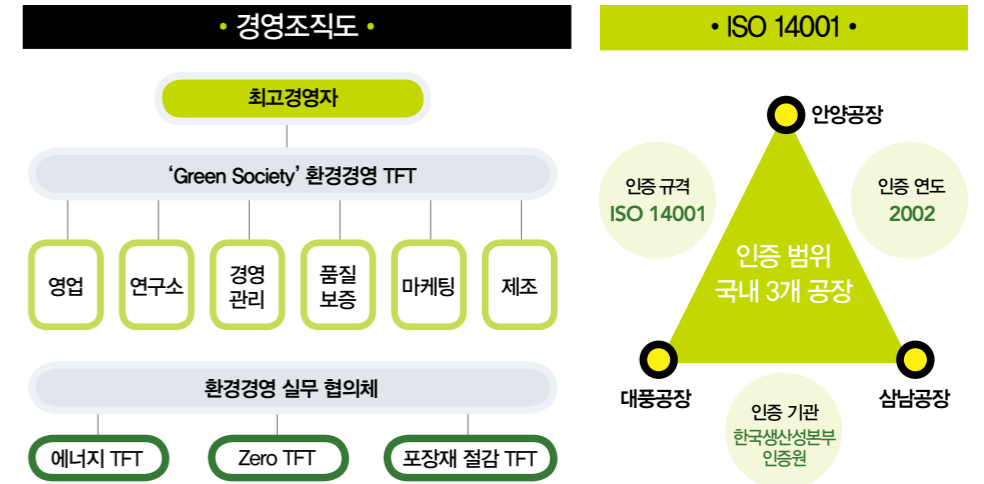 • 경영조직도 •
최고경영자
‘Green Society’ 환경경영 TFT
영업
연구소
경영
관리
품질
보증
마케팅
제조
환경경영 실무 협의체
에너지 TFT
Zero TFT
포장재 절감 TFT
• ISO 14001 •
안양공장
인증 규격
ISO 14001
인증 연도
2002
인증 범위
국내 3개 공장
대풍공장
삼남공장
인증 기관
한국생산성본부
인증원